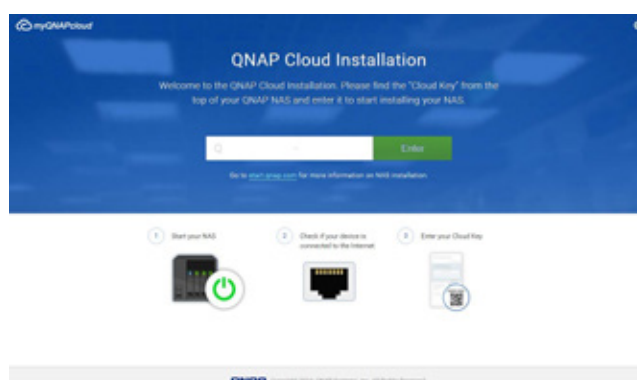 myQNAPcloud
QNAP Cloud Installation
Welcome to the QNAP Cloud Installation. Please find the "Cloud Key" from the
top of your QNAP NAS and enter it to start installing your NAS.
Q -
Enter
Go to start.qnap.com for more information on NAS installation.
1 Start your NAS
2 Check if your device is
connected to the Internet
3 Enter your Cloud Key
QNAP